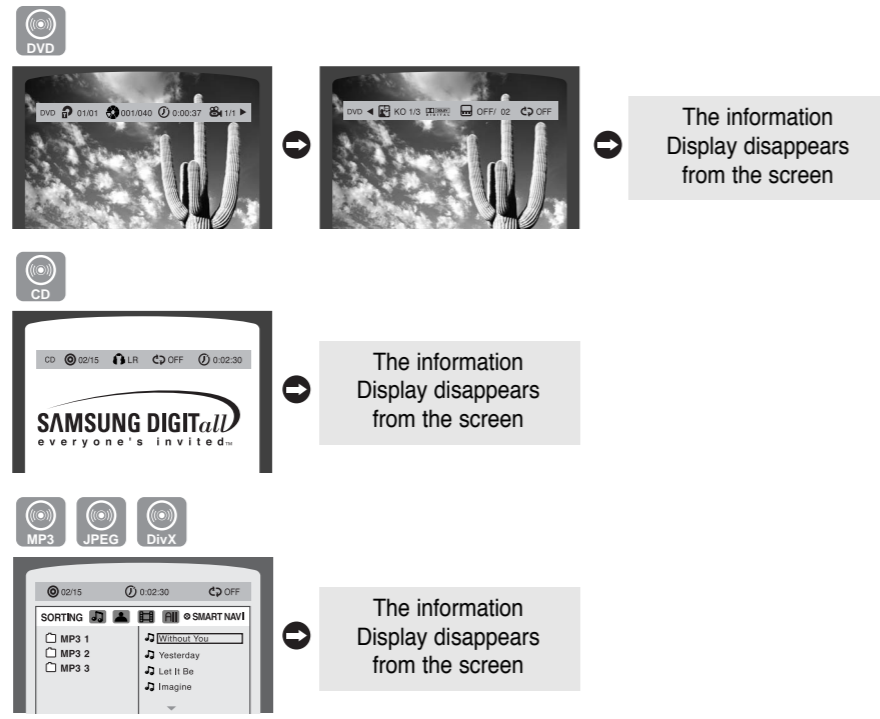 DVD
DVD 01/01 001/040 0:00:37 1/1
DVD KO 1/3 DIGITAL OFF/ 02 OFF
The information
Display disappears
from the screen
CD
CD 02/15 LR OFF 0:02:30
SAMSUNG DIGITall
everyone's invited™
The information
Display disappears
from the screen
MP3 JPEG DivX
02/15 0:02:30 OFF
SORTING All SMART NAVI
MP3 1
MP3 2
MP3 3
Without You
Yesterday
Let It Be
Imagine
The information
Display disappears
from the screen